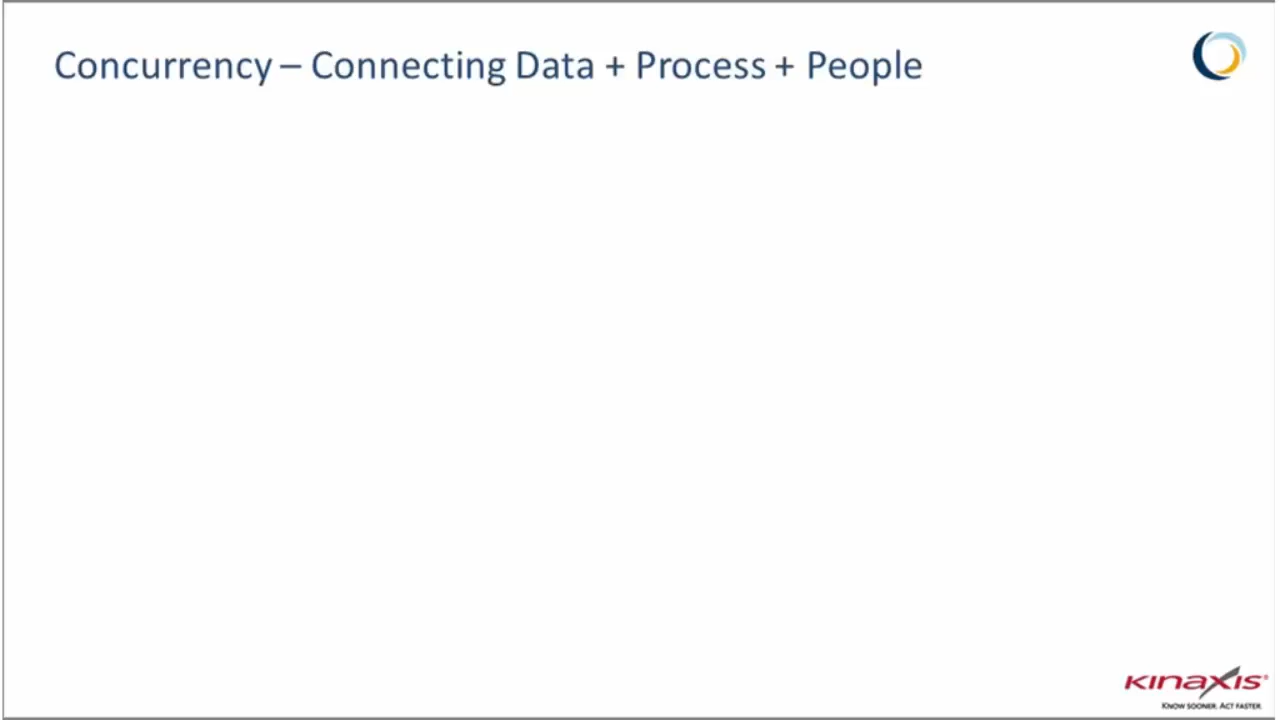 Concurrency – Connecting Data + Process + People
KINAXIS®
KNOW SOONER. ACT FASTER.